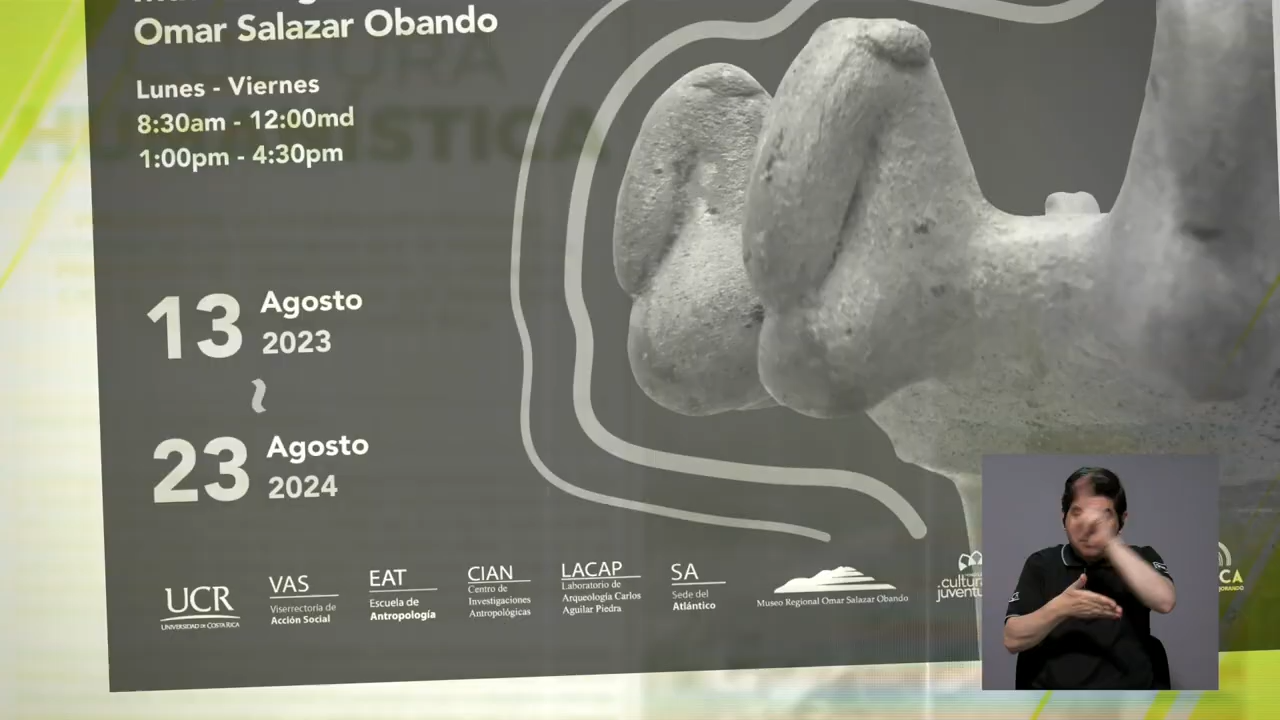 Omar Salazar Obando
Lunes - Viernes
8:30am - 12:00md
1:00pm - 4:30pm
13 Agosto
2023
~
23 Agosto
2024
UCR
UNIVERSIDAD DE COSTA RICA
VAS
Viserrectoría de
Acción Social
EAT
Escuela de
Antropología
CIAN
Centro de
Investigaciones
Antropológicas
LACAP
Laboratorio de
Arqueología Carlos
Aguilar Piedra
SA
Sede del
Atlántico
Museo Regional Omar Salazar Obando